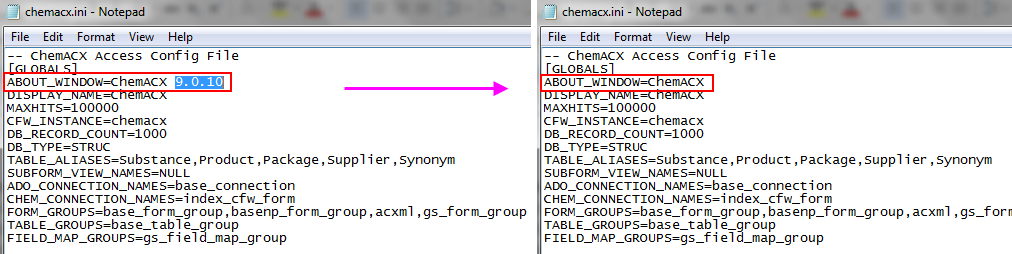 chemacx.ini - Notepad
File Edit Format View Help
-- ChemACX Access Config File
[GLOBALS]
ABOUT_WINDOW=ChemACX 9.0.10
DISPLAY_NAME=ChemACX
MAXHITS=100000
CFW_INSTANCE=chemacx
DB_RECORD_COUNT=1000
DB_TYPE=STRUC
TABLE_ALIASES=Substance,Product,Package,Supplier,Synonym
SUBFORM_VIEW_NAMES=NULL
ADO_CONNECTION_NAMES=base_connection
CHEM_CONNECTION_NAMES=index_cfw_form
FORM_GROUPS=base_form_group,basenp_form_group,acxml,gs_form_group
TABLE_GROUPS=base_table_group
FIELD_MAP_GROUPS=gs_field_map_group
chemacx.ini - Notepad
File Edit Format View Help
-- ChemACX Access Config File
[GLOBALS]
ABOUT_WINDOW=ChemACX
DISPLAY_NAME=ChemACX
MAXHITS=100000
CFW_INSTANCE=chemacx
DB_RECORD_COUNT=1000
DB_TYPE=STRUC
TABLE_ALIASES=Substance,Product,Package,Supplier,Synonym
SUBFORM_VIEW_NAMES=NULL
ADO_CONNECTION_NAMES=base_connection
CHEM_CONNECTION_NAMES=index_cfw_form
FORM_GROUPS=base_form_group,basenp_form_group,acxml,gs
TABLE_GROUPS=base_table_group
FIELD_MAP_GROUPS=gs_field_map_group